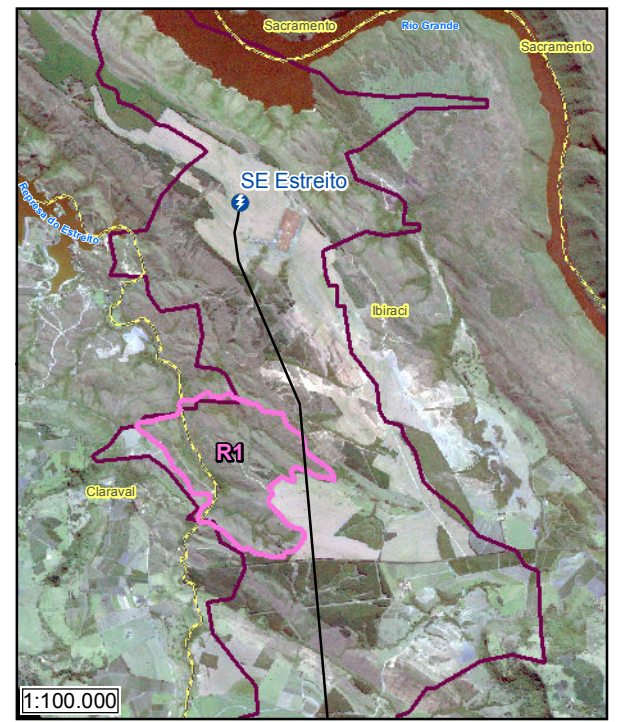 Sacramento
Rio Grande
Sacramento
SE Estreito
Represa do Estreito
Ibiraci
R1
Claraval
1:100.000